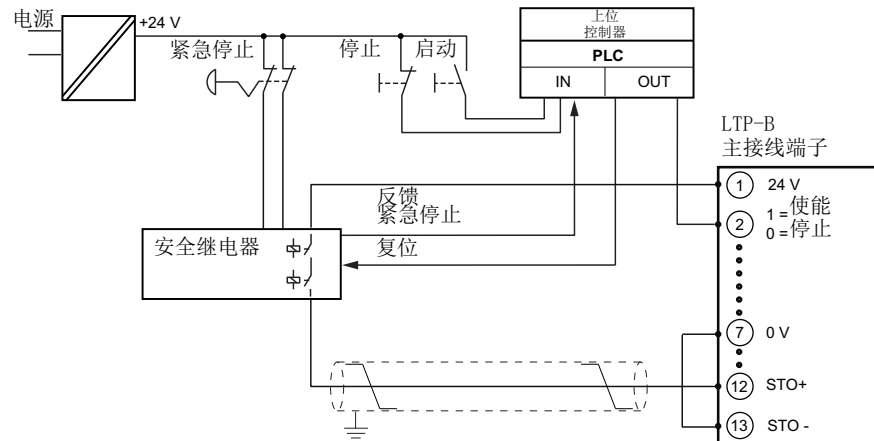 电源
+24 V
紧急停止
停止
启动
上位
控制器
PLC
IN
OUT
LTP-B
主接线端子
1
24 V
2
1 =使能
0 =停止
反馈
紧急停止
复位
安全继电器
7
0 V
12
STO+
13
STO -